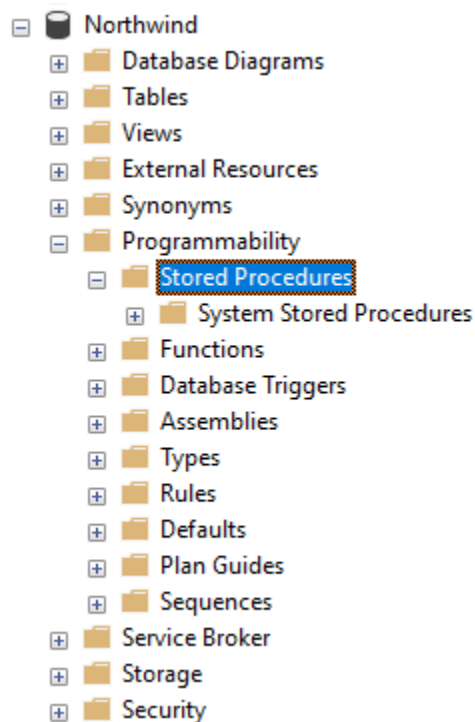 Northwind
Database Diagrams
Tables
Views
External Resources
Synonyms
Programmability
Stored Procedures
System Stored Procedures
Functions
Database Triggers
Assemblies
Types
Rules
Defaults
Plan Guides
Sequences
Service Broker
Storage
Security